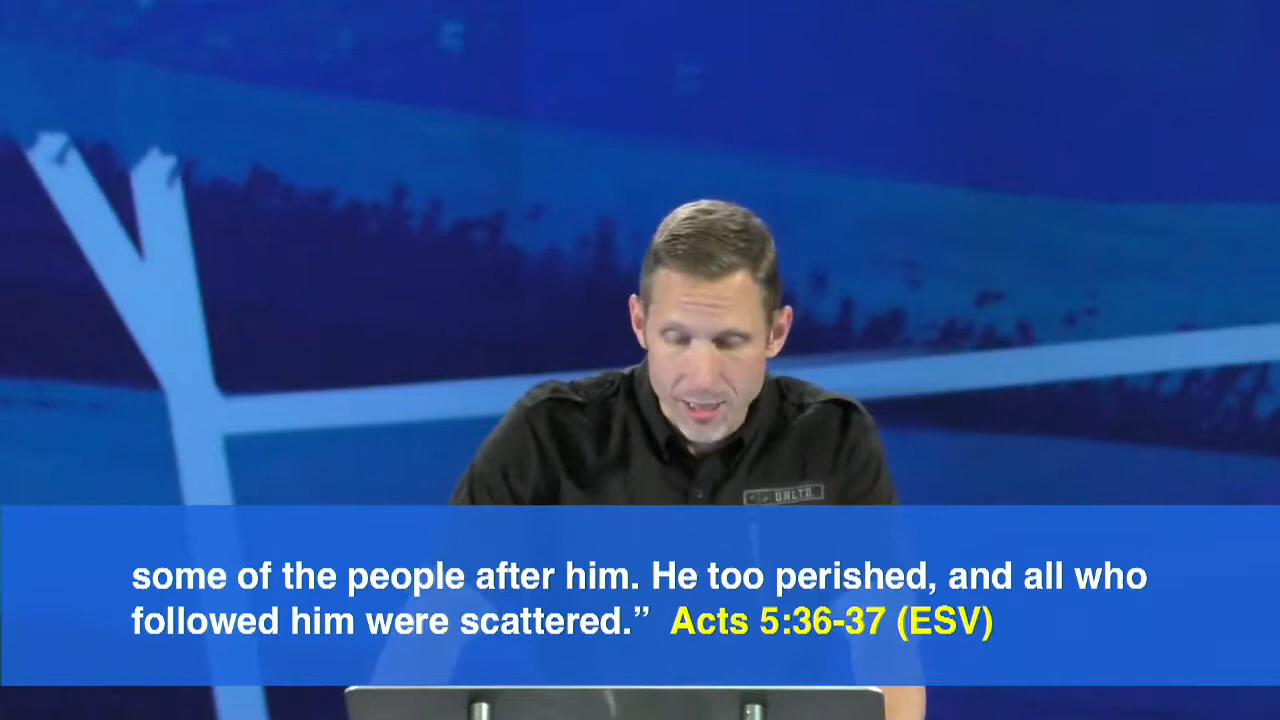 UNLTD.
some of the people after him. He too perished, and all who
followed him were scattered.” Acts 5:36-37 (ESV)